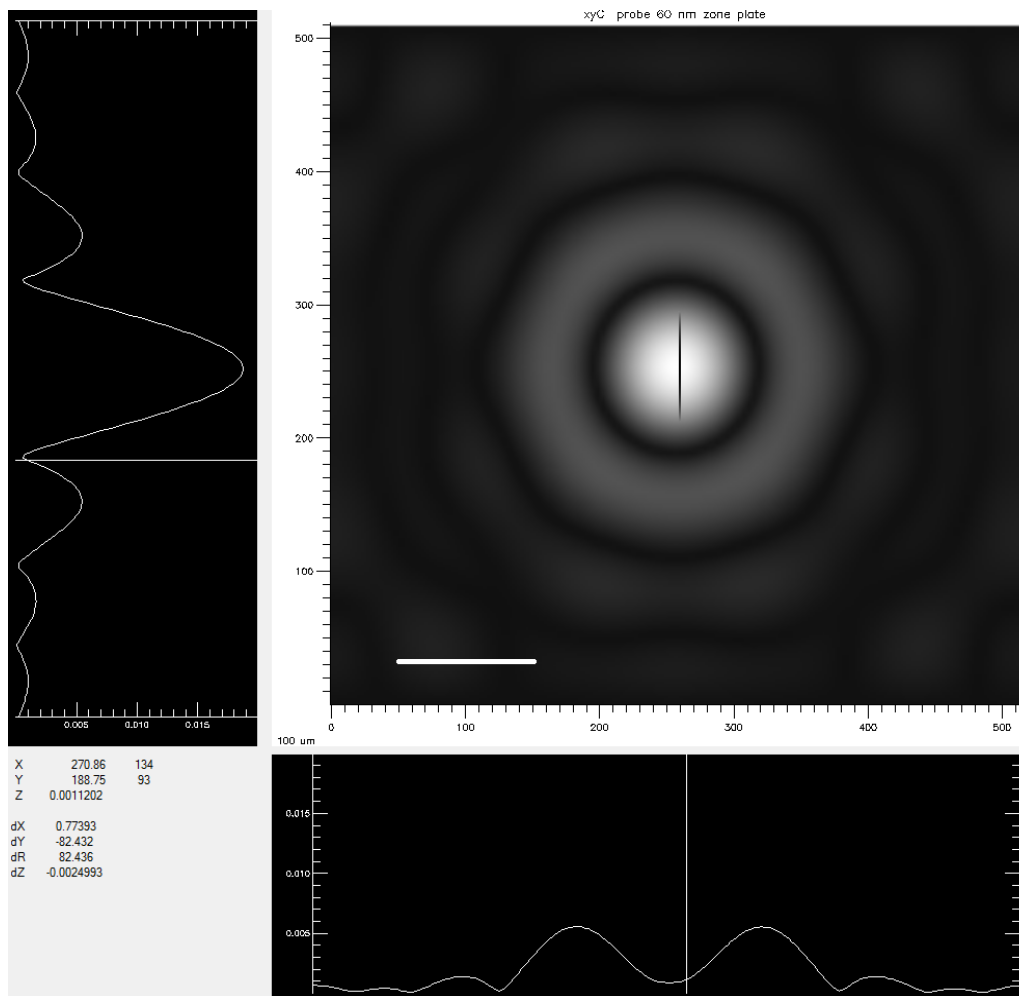 xyC probe 60 nm zone plate
500
400
300
200
100
0.005 0.010 0.015
0 100 200 300 400 500
100 um
X 270.86 134
Y 188.75 93
Z 0.0011202
dX 0.77393
dY -82.432
dR 82.436
dZ -0.0024993
0.015
0.010
0.005